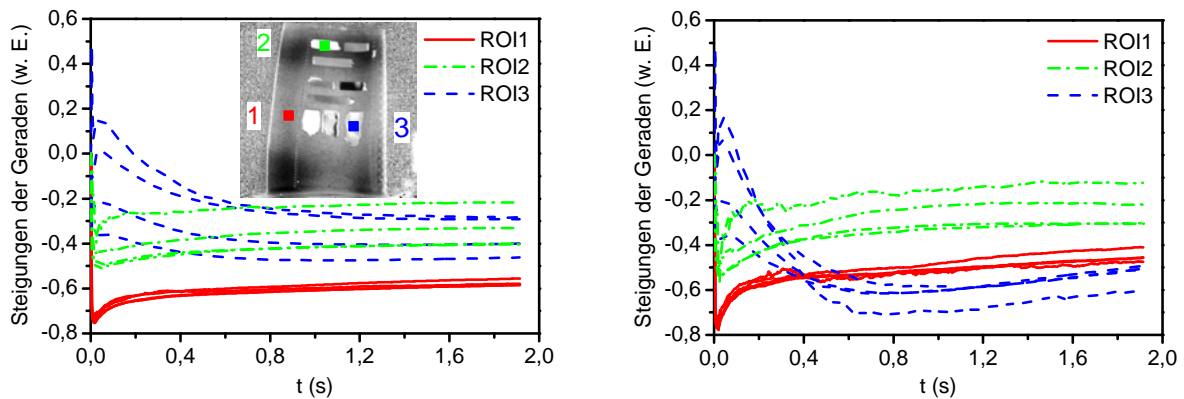 Steigungen der Geraden (w. E.)
0,6
0,4
0,2
0,0
-0,2
-0,4
-0,6
-0,8
0,0 0,4 0,8 1,2 1,6 2,0
t (s)
2
1
3
ROI1
ROI2
ROI3
Steigungen der Geraden (w. E.)
0,6
0,4
0,2
0,0
-0,2
-0,4
-0,6
-0,8
0,0 0,4 0,8 1,2 1,6 2,0
t (s)
ROI1
ROI2
ROI3